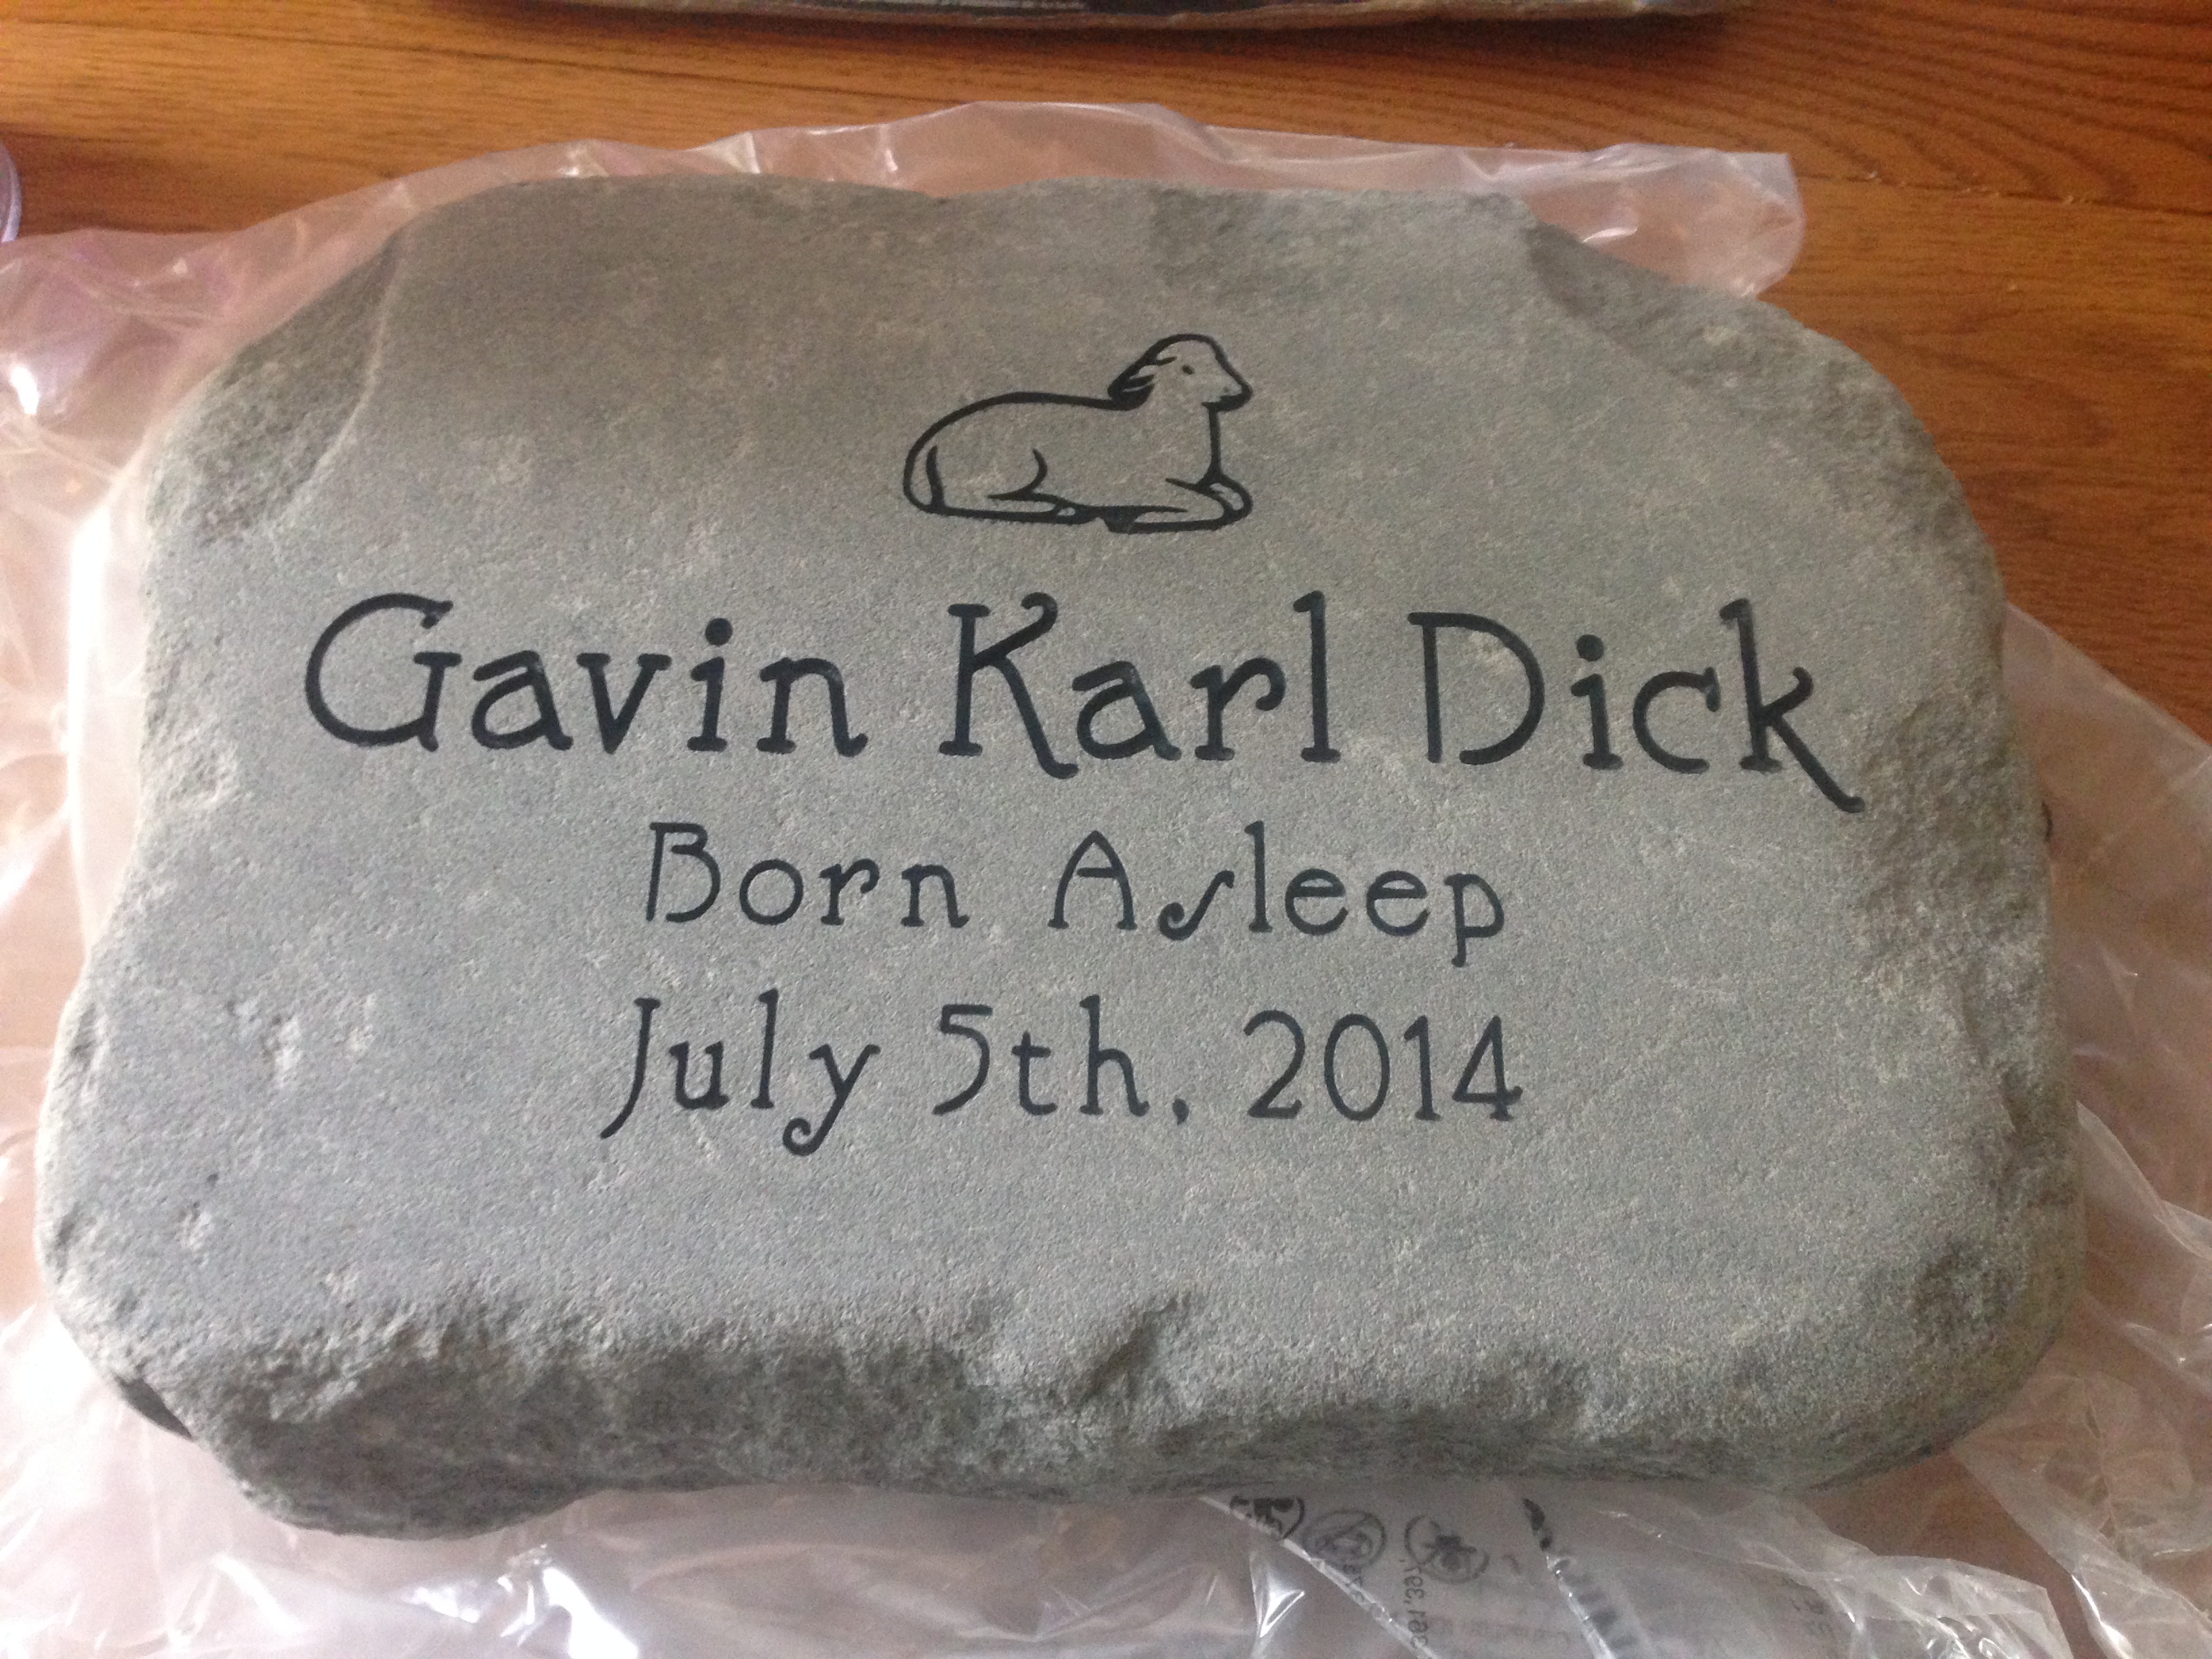 Gavin Karl Dick
Born Asleep
July 5th, 2014